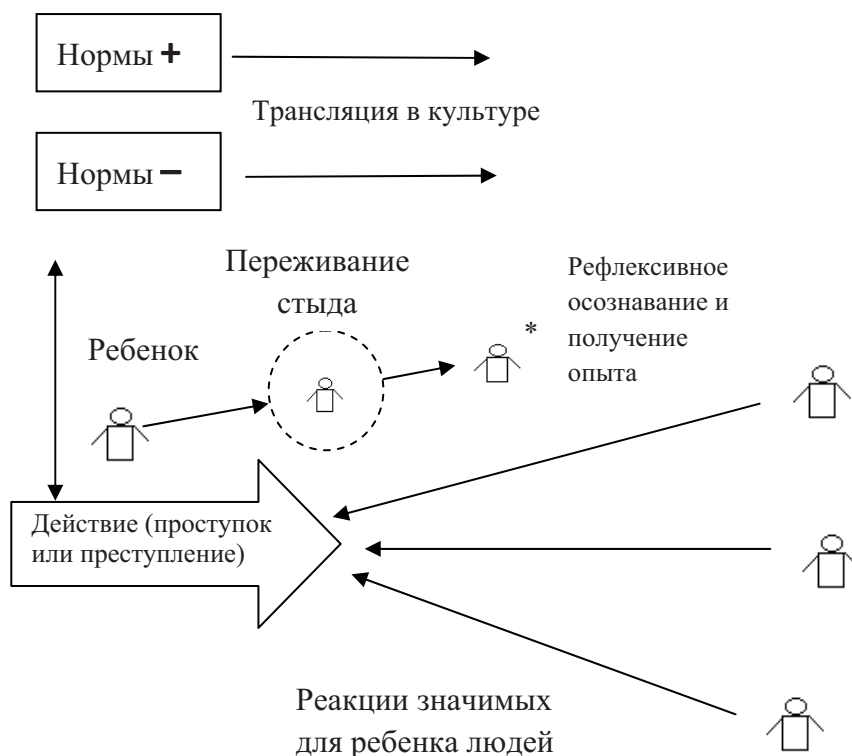 Нормы +
Трансляция в культуре
Нормы −
Переживание
стыда
Рефлексивное
осознавание и
получение
опыта
*
Ребенок
Действие (проступок
или преступление)
Реакции значимых
для ребенка людей